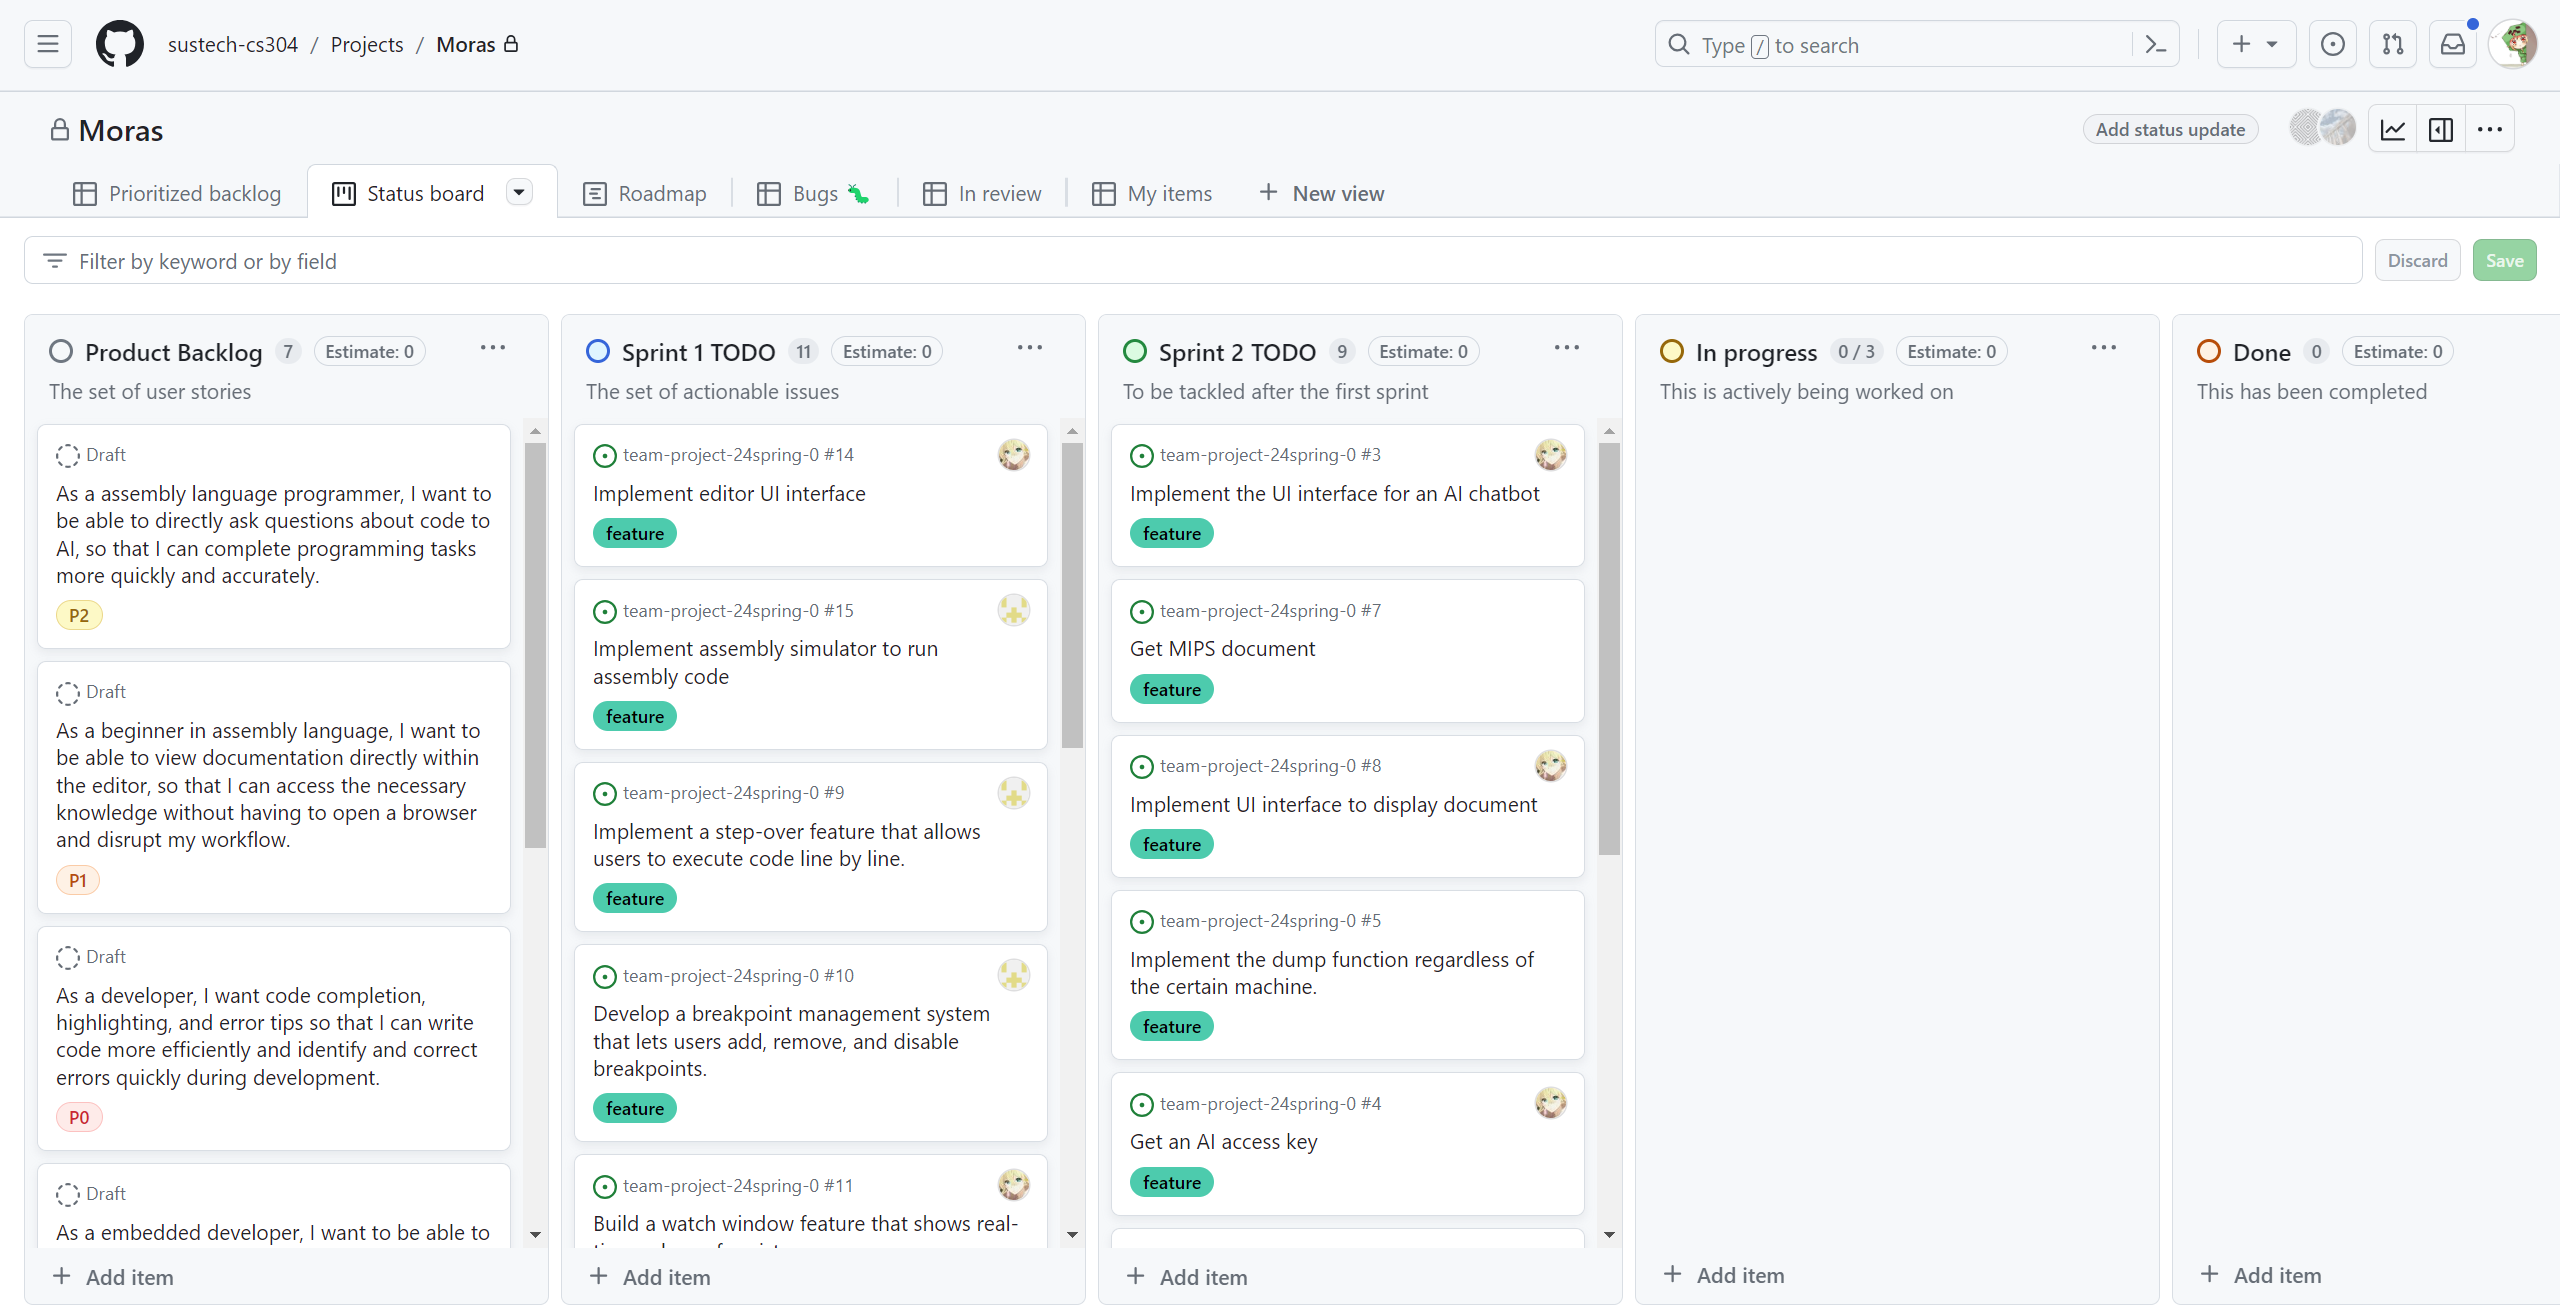 sustech-cs304 / Projects / Moras
Type / to search
Moras
Add status update
Prioritized backlog
Status board
Roadmap
Bugs 🐛
In review
My items
New view
Filter by keyword or by field
Discard
Save
Product Backlog 7 Estimate: 0
The set of user stories
Draft
As a assembly language programmer, I want to
be able to directly ask questions about code to
AI, so that I can complete programming tasks
more quickly and accurately.
P2
Draft
As a beginner in assembly language, I want to
be able to view documentation directly within
the editor, so that I can access the necessary
knowledge without having to open a browser
and disrupt my workflow.
P1
Draft
As a developer, I want code completion,
highlighting, and error tips so that I can write
code more efficiently and identify and correct
errors quickly during development.
P0
Draft
As a embedded developer, I want to be able to
Add item
Sprint 1 TODO 11 Estimate: 0
The set of actionable issues
team-project-24spring-0 #14
Implement editor UI interface
feature
team-project-24spring-0 #15
Implement assembly simulator to run
assembly code
feature
team-project-24spring-0 #9
Implement a step-over feature that allows
users to execute code line by line.
feature
team-project-24spring-0 #10
Develop a breakpoint management system
that lets users add, remove, and disable
breakpoints.
feature
team-project-24spring-0 #11
Build a watch window feature that shows real-
Add item
Sprint 2 TODO 9 Estimate: 0
To be tackled after the first sprint
team-project-24spring-0 #3
Implement the UI interface for an AI chatbot
feature
team-project-24spring-0 #7
Get MIPS document
feature
team-project-24spring-0 #8
Implement UI interface to display document
feature
team-project-24spring-0 #5
Implement the dump function regardless of
the certain machine.
feature
team-project-24spring-0 #4
Get an AI access key
feature
Add item
In progress 0 / 3 Estimate: 0
This is actively being worked on
Add item
Done 0 Estimate: 0
This has been completed
Add item